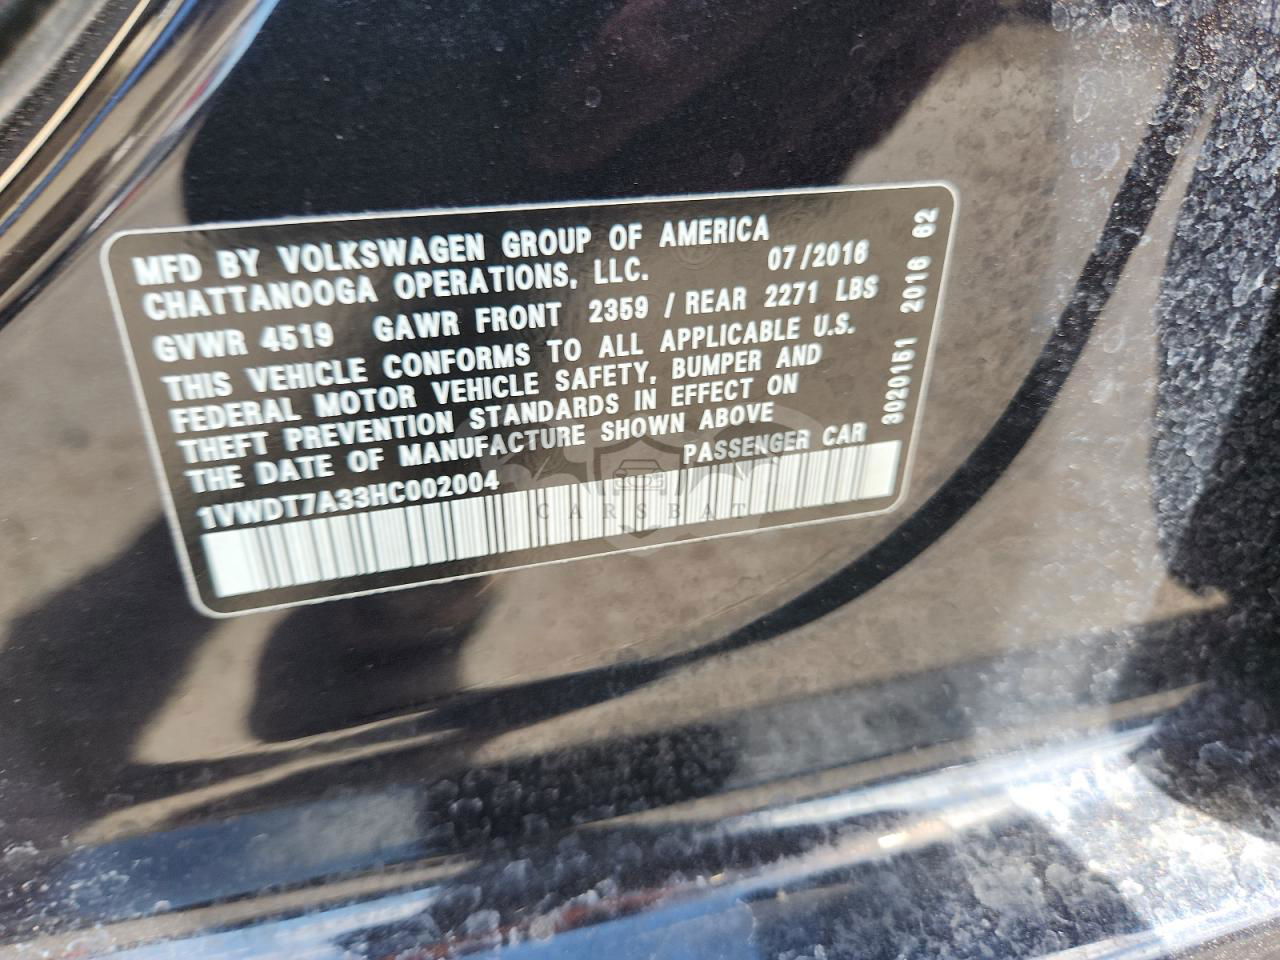 MFD BY VOLKSWAGEN GROUP OF AMERICA
CHATTANOOGA OPERATIONS, LLC. 07/2016
GVWR 4519 GAWR FRONT 2359 / REAR 2271 LBS
THIS VEHICLE CONFORMS TO ALL APPLICABLE U.S.
FEDERAL MOTOR VEHICLE SAFETY, BUMPER AND
THEFT PREVENTION STANDARDS IN EFFECT ON
THE DATE OF MANUFACTURE SHOWN ABOVE
1VWDT7A33HC002004 PASSENGER CAR
3020161 2016 62
CARSBAT